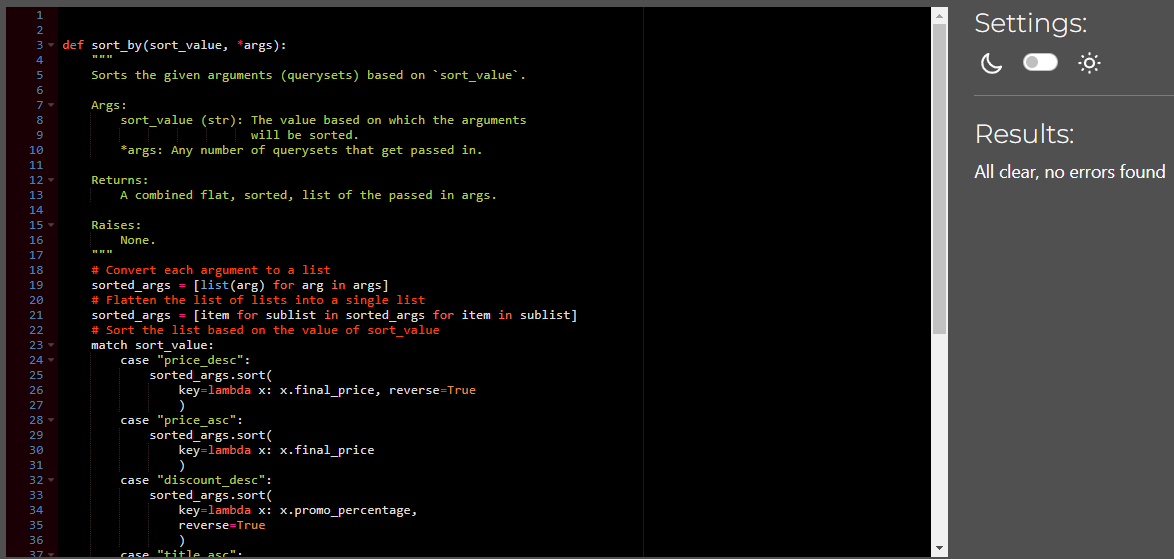 1
2
3 def sort_by(sort_value, *args):
4 """
5 Sorts the given arguments (querysets) based on `sort_value`.
6
7 Args:
8 sort_value (str): The value based on which the arguments
9 will be sorted.
10 *args: Any number of querysets that get passed in.
11
12 Returns:
13 A combined flat, sorted, list of the passed in args.
14
15 Raises:
16 None.
17 """
18 # Convert each argument to a list
19 sorted_args = [list(arg) for arg in args]
20 # Flatten the list of lists into a single list
21 sorted_args = [item for sublist in sorted_args for item in sublist]
22 # Sort the list based on the value of sort_value
23 match sort_value:
24 case "price_desc":
25 sorted_args.sort(
26 key=lambda x: x.final_price, reverse=True
27 )
28 case "price_asc":
29 sorted_args.sort(
30 key=lambda x: x.final_price
31 )
32 case "discount_desc":
33 sorted_args.sort(
34 key=lambda x: x.promo_percentage,
35 reverse=True
36 )
37 case "title_asc":
Settings:
Results:
All clear, no errors found